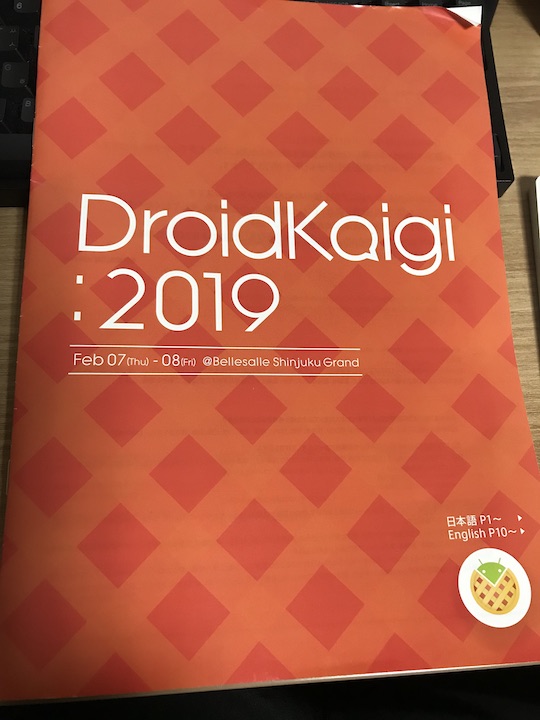 DroidKaigi
:2019
Feb 07(Thu) - 08(Fri) @Bellesalle Shinjuku Grand
日本語 P1〜
English P10〜